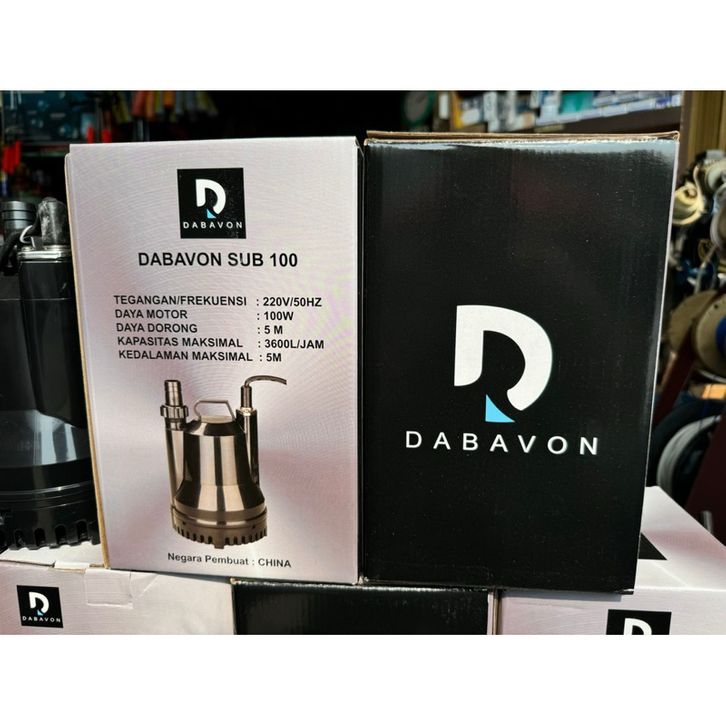 DABAVON
DABAVON SUB 100
TEGANGAN/FREKUENSI : 220V/50HZ
DAYA MOTOR : 100W
DAYA DORONG : 5 M
KAPASITAS MAKSIMAL : 3600L/JAM
KEDALAMAN MAKSIMAL : 5M
Negara Pembuat : CHINA
DABAVON
DABAVON
DABAVON